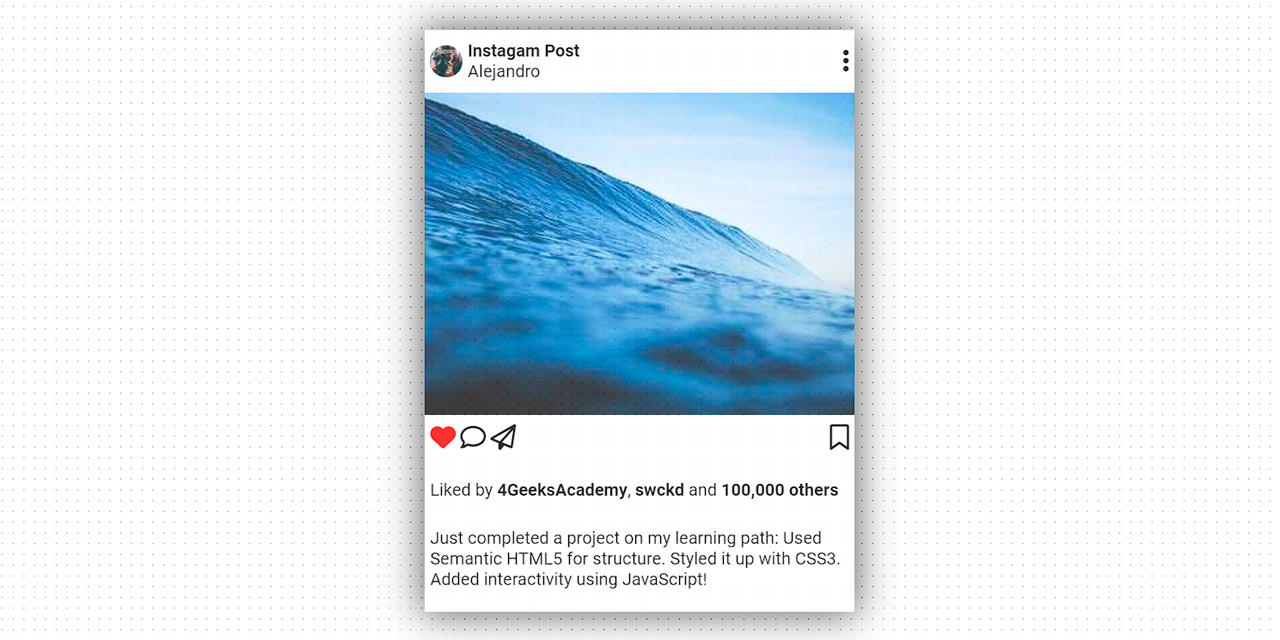 Instagam Post
Alejandro
Liked by 4GeeksAcademy, swckd and 100,000 others
Just completed a project on my learning path: Used
Semantic HTML5 for structure. Styled it up with CSS3.
Added interactivity using JavaScript!